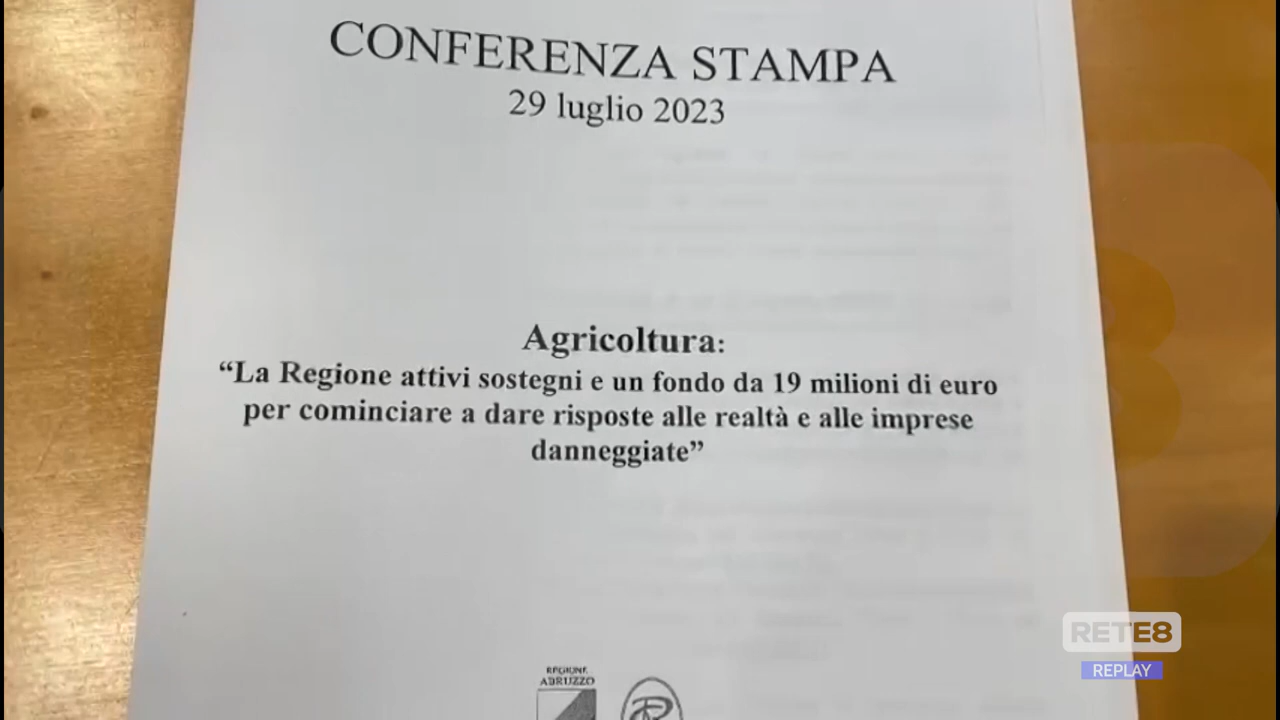 CONFERENZA STAMPA
29 luglio 2023
Agricoltura:
“La Regione attivi sostegni e un fondo da 19 milioni di euro
per cominciare a dare risposte alle realtà e alle imprese
danneggiate”
REGIONE
ABRUZZO
RETE8
REPLAY